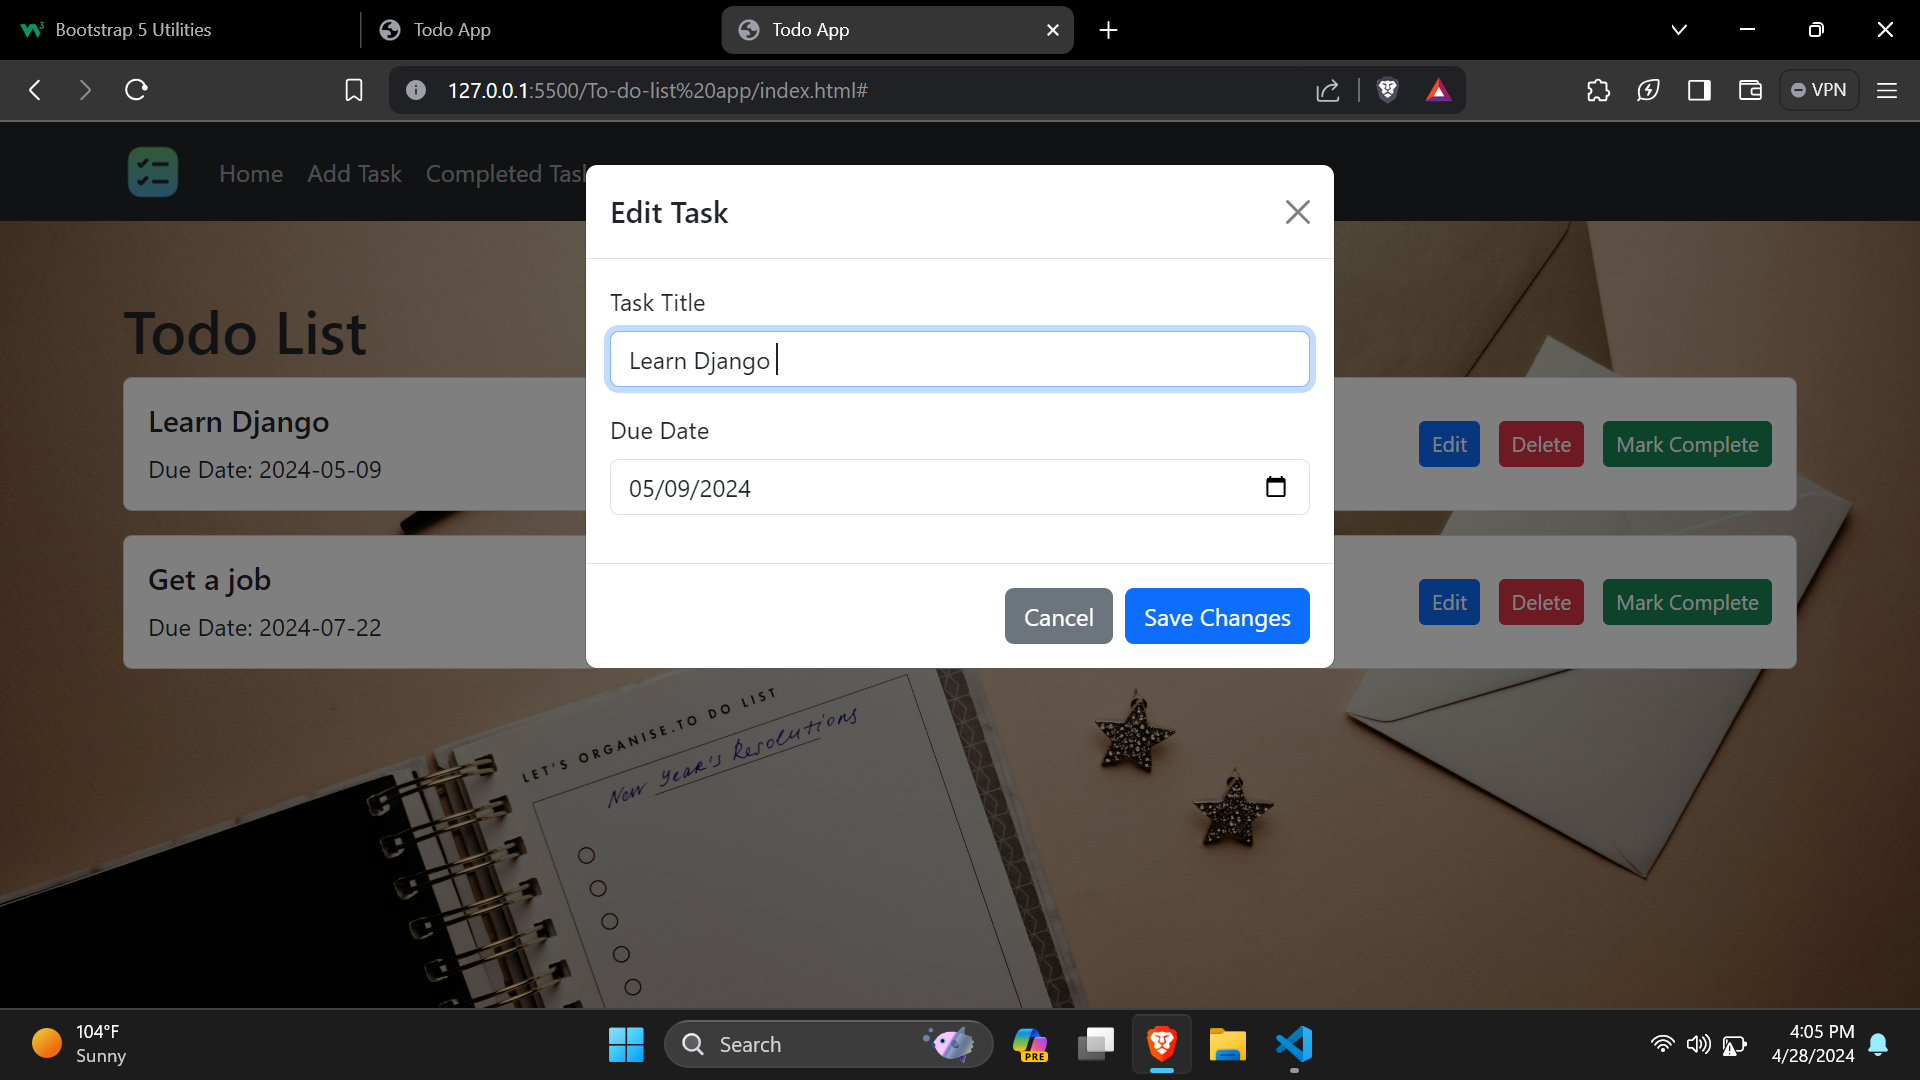 Bootstrap 5 Utilities
Todo App
Todo App
127.0.0.1:5500/To-do-list%20app/index.html#
VPN
Home
Add Task
Completed Tas
Edit Task
Task Title
Learn Django
Due Date
05/09/2024
Cancel
Save Changes
Todo List
Learn Django
Due Date: 2024-05-09
Edit
Delete
Mark Complete
Get a job
Due Date: 2024-07-22
Edit
Delete
Mark Complete
LET'S ORGANISE.TO DO LIST
New Year's Resolutions
104°F
Sunny
Search
PRE
4:05 PM
4/28/2024